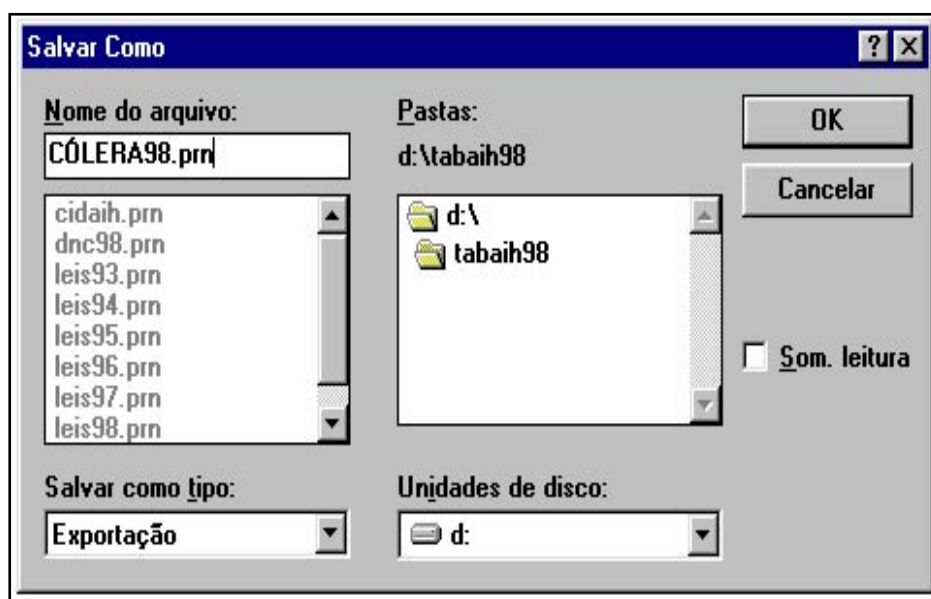 Salvar Como
Nome do arquivo:
CÓLERA98.prn
cidaih.prn
dnc98.prn
leis93.prn
leis94.prn
leis95.prn
leis96.prn
leis97.prn
leis98.prn
Salvar como tipo:
Exportação
Pastas:
d:\tabaih98
d:\
tabaih98
Unidades de disco:
d:
OK
Cancelar
Som. leitura